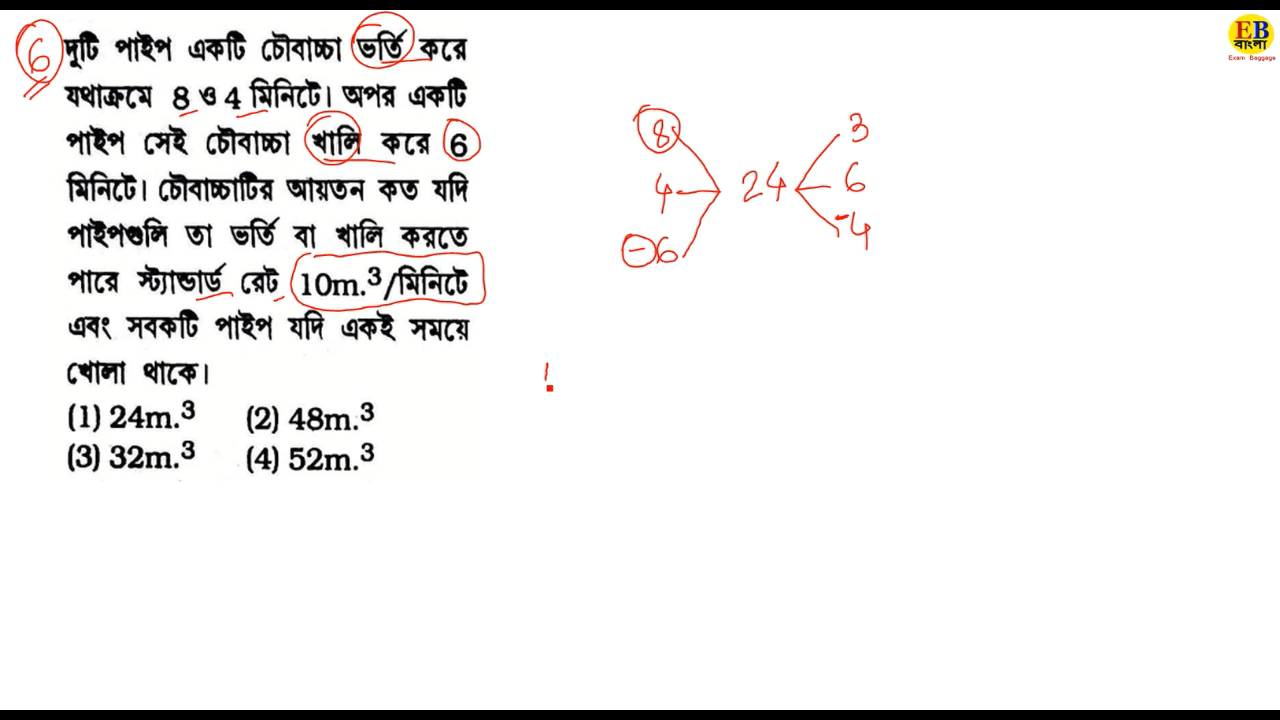 EB
বাংলা
Exam Baggage
6
দুটি পাইপ একটি চৌবাচ্চা ভর্তি করে
যথাক্রমে 8 ও 4 মিনিটে। অপর একটি
পাইপ সেই চৌবাচ্চা খালি করে 6
মিনিটে। চৌবাচ্চাটির আয়তন কত যদি
পাইপগুলি তা ভর্তি বা খালি করতে
পারে স্ট্যান্ডার্ড রেট 10m.³/মিনিটে
এবং সবকটি পাইপ যদি একই সময়ে
খোলা থাকে।
(1) 24m.³ (2) 48m.³
(3) 32m.³ (4) 52m.³
8 3
4 24 6
-6 -4